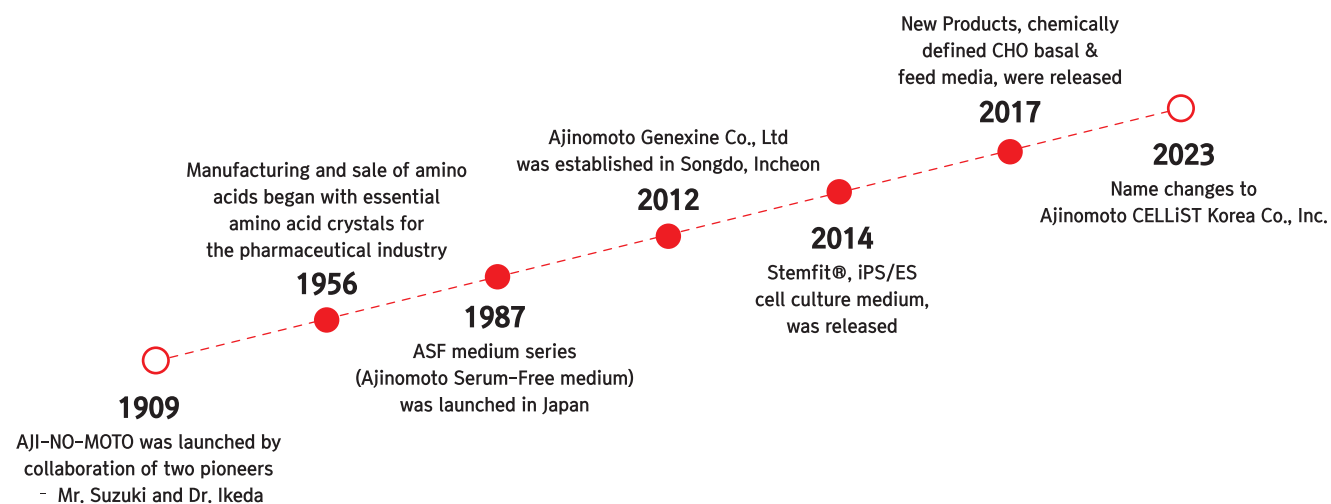 1909
AJI-NO-MOTO was launched by
collaboration of two pioneers
- Mr. Suzuki and Dr. Ikeda
Manufacturing and sale of amino
acids began with essential
amino acid crystals for
the pharmaceutical industry
1956
1987
ASF medium series
(Ajinomoto Serum-Free medium)
was launched in Japan
Ajinomoto Genexine Co., Ltd
was established in Songdo, Incheon
2012
2014
Stemfit®, iPS/ES
cell culture medium,
was released
New Products, chemically
defined CHO basal &
feed media, were released
2017
2023
Name changes to
Ajinomoto CELLiST Korea Co., Inc.